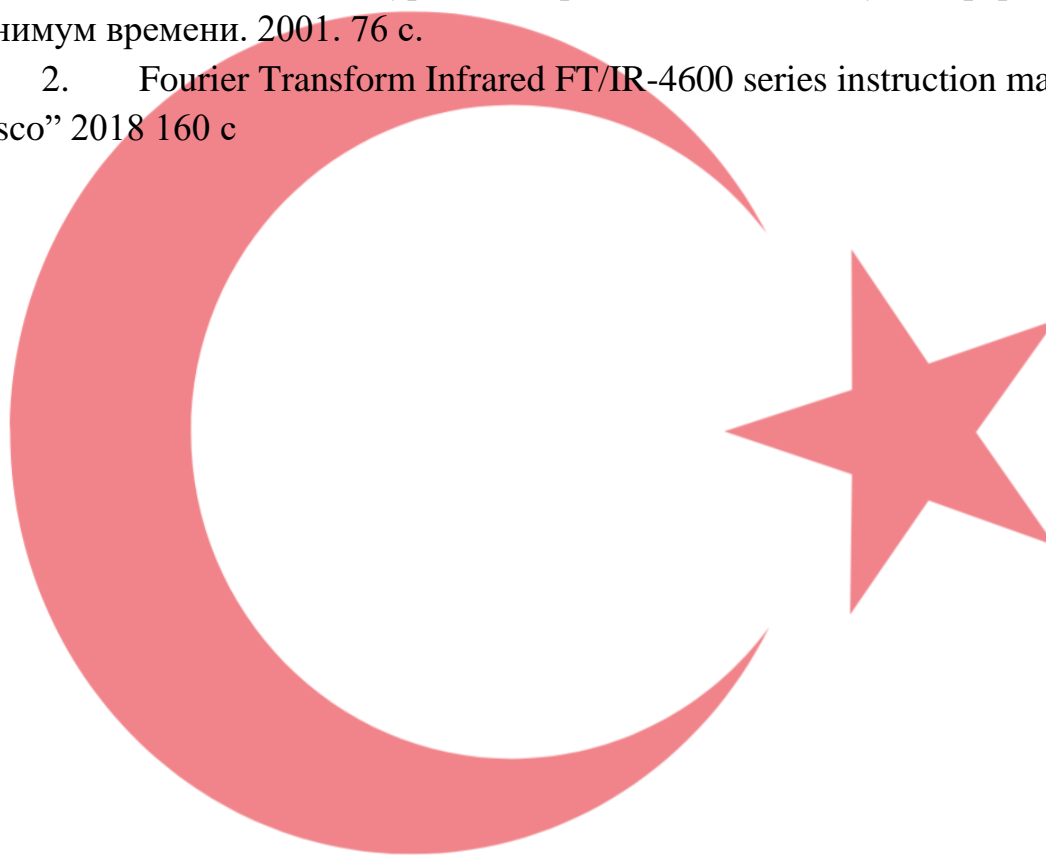 нимум времени. 2001. 76 с.
2. Fourier Transform Infrared FT/IR-4600 series instruction ma
sco” 2018 160 с